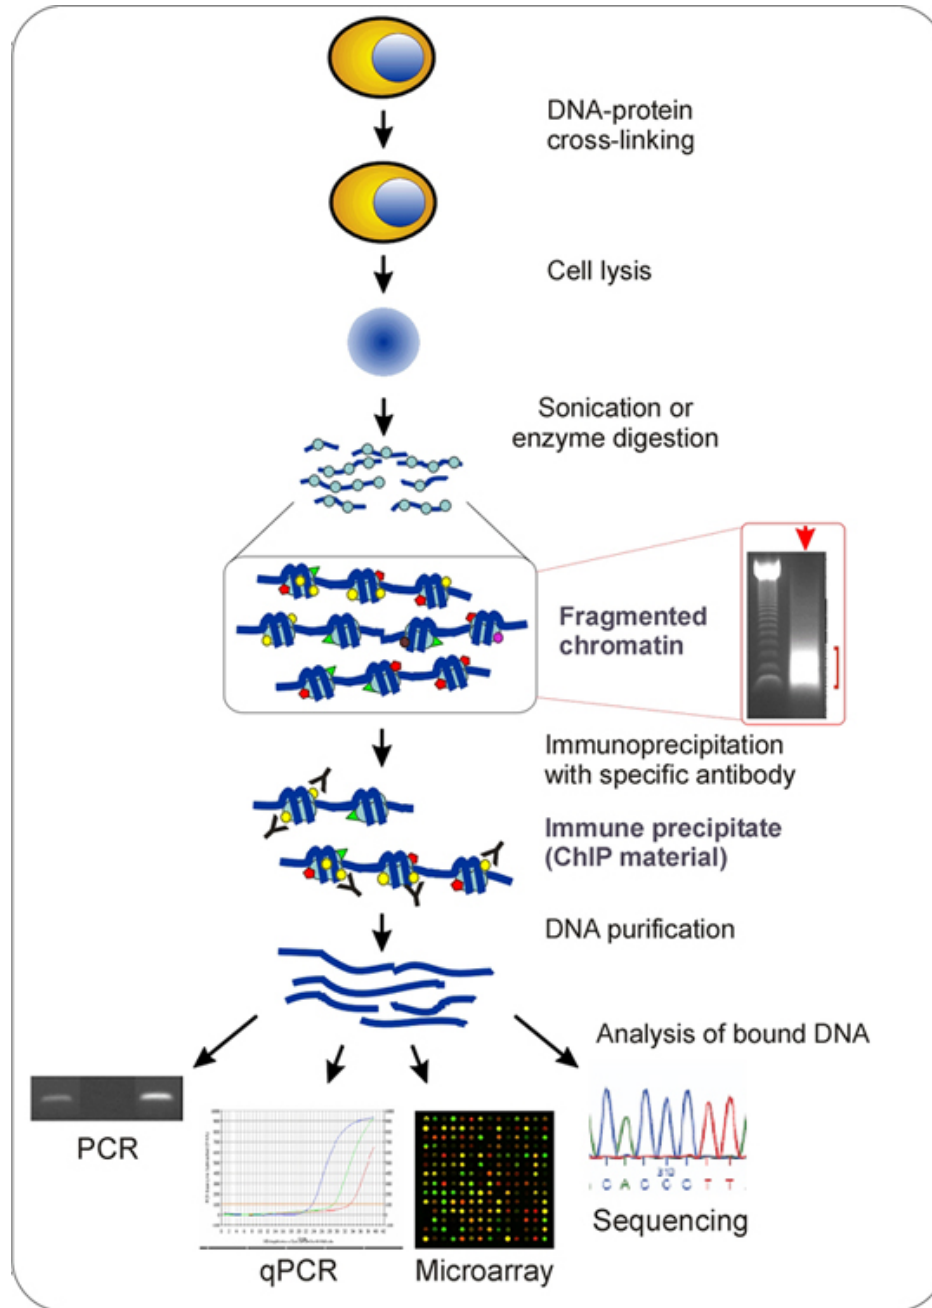 DNA-protein
cross-linking
Cell lysis
Sonication or
enzyme digestion
Fragmented
chromatin
Immunoprecipitation
with specific antibody
Immune precipitate
(ChIP material)
DNA purification
Analysis of bound DNA
PCR
qPCR
Microarray
C A C C C T T
Sequencing